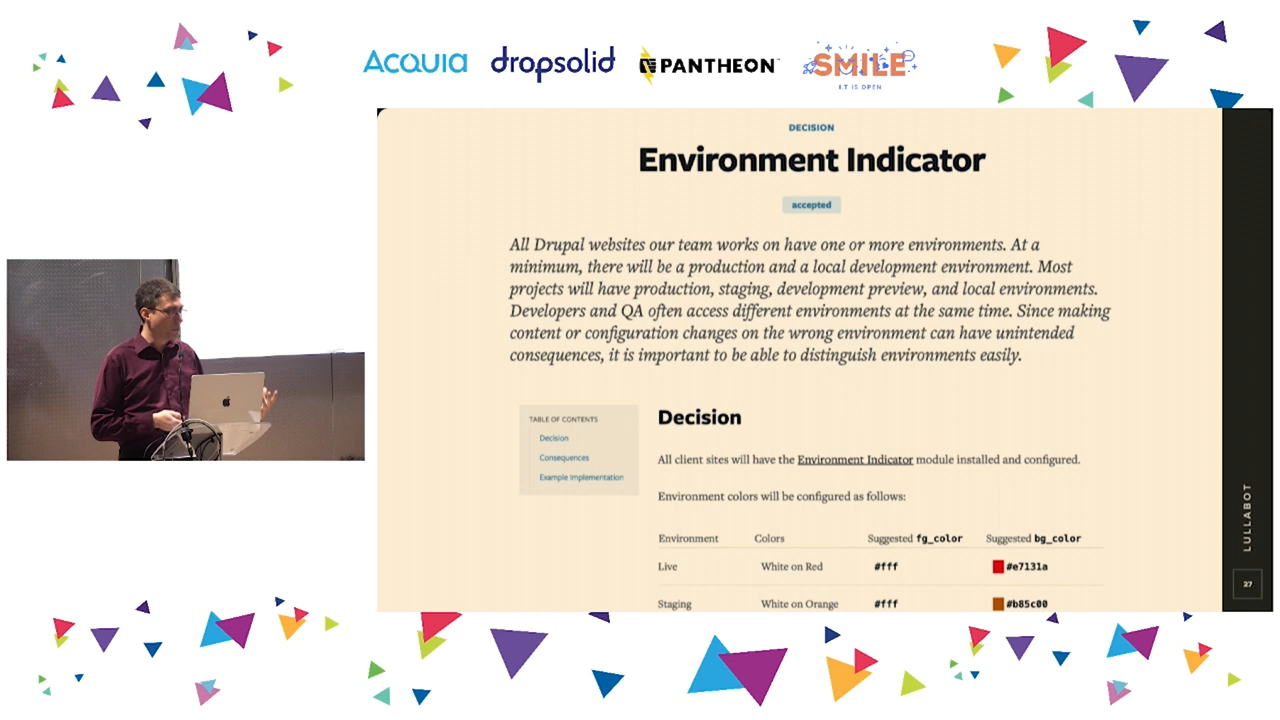 ACQUIA dropsolid PANTHEON SMILE
I.T IS OPEN
DECISION
Environment Indicator
accepted
All Drupal websites our team works on have one or more environments. At a
minimum, there will be a production and a local development environment. Most
projects will have production, staging, development preview, and local environments.
Developers and QA often access different environments at the same time. Since making
content or configuration changes on the wrong environment can have unintended
consequences, it is important to be able to distinguish environments easily.
TABLE OF CONTENTS
Decision
Consequences
Example Implementation
Decision
All client sites will have the Environment Indicator module installed and configured.
Environment colors will be configured as follows:
Environment Colors Suggested fg_color Suggested bg_color
Live White on Red #fff #e7131a
Staging White on Orange #fff #b85c00
LULLABOT
27